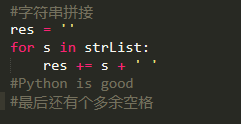 #字符串拼接
res = ''
for s in strList:
    res += s + ' '
#Python is good
#最后还有个多余空格